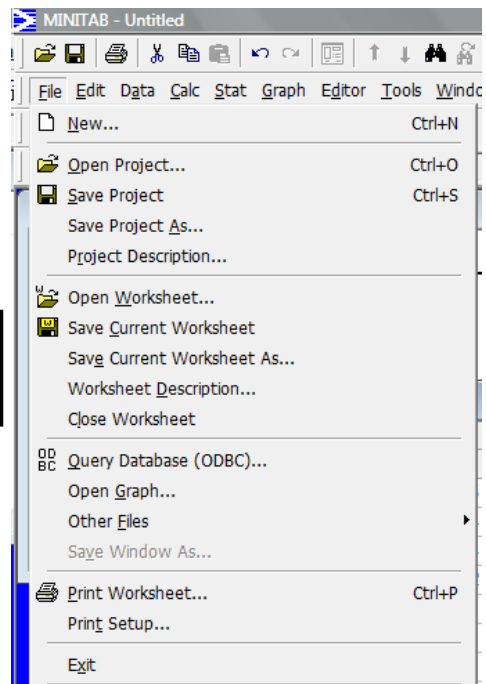 MINITAB - Untitled
File Edit Data Calc Stat Graph Editor Tools
New... Ctrl+N
Open Project... Ctrl+O
Save Project Ctrl+S
Save Project As...
Project Description...
Open Worksheet...
Save Current Worksheet
Save Current Worksheet As...
Worksheet Description...
Close Worksheet
Query Database (ODBC)...
Open Graph...
Other Files
Save Window As...
Print Worksheet... Ctrl+P
Print Setup...
Exit